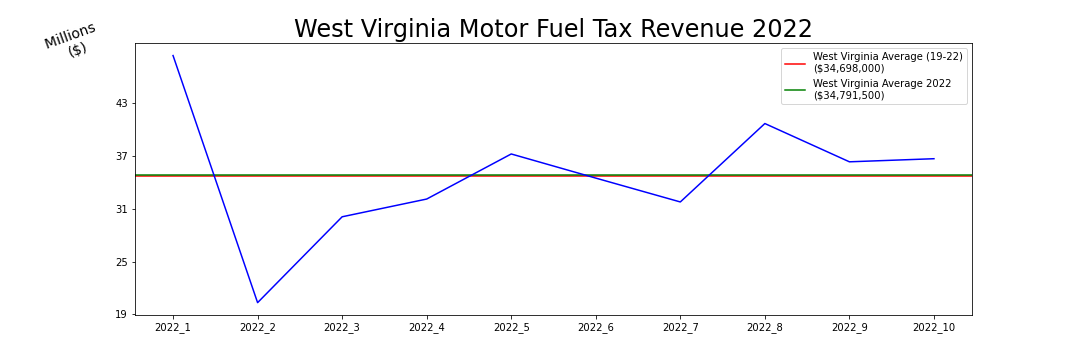 West Virginia Motor Fuel Tax Revenue 2022
Millions
($)
West Virginia Average (19-22)
($34,698,000)
West Virginia Average 2022
($34,791,500)
43
37
31
25
19
2022_1 2022_2 2022_3 2022_4 2022_5 2022_6 2022_7 2022_8 2022_9 2022_10